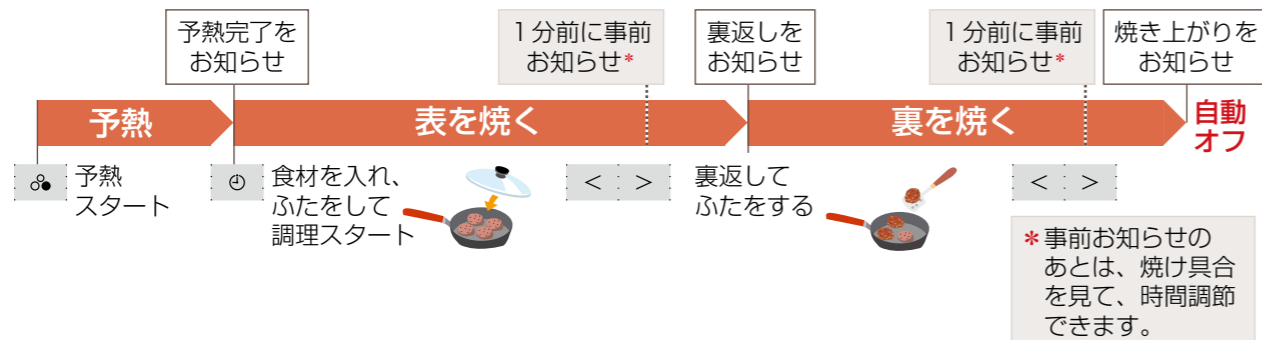 予熱完了を
お知らせ
1分前に事前
お知らせ*
裏返しを
お知らせ
1分前に事前
お知らせ*
焼き上がりを
お知らせ
予熱
表を焼く
裏を焼く
自動
オフ
予熱
スタート
食材を入れ、
ふたをして
調理スタート
< >
裏返して
ふたをする
< >
*事前お知らせの
あとは、焼け具合
を見て、時間調節
できます。